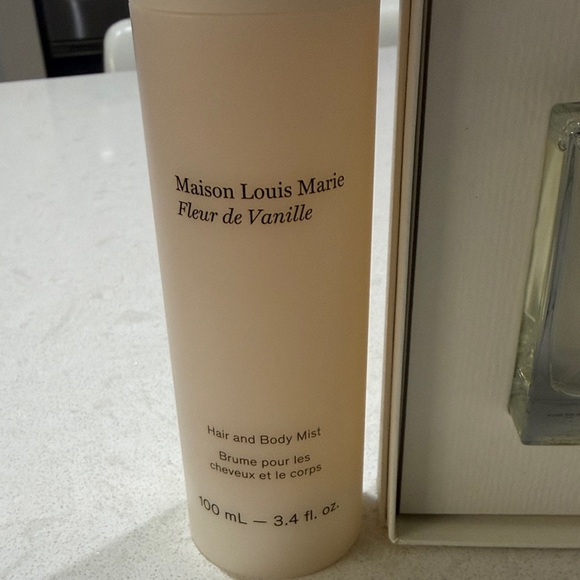 Maison Louis Marie
Fleur de Vanille
Hair and Body Mist
Brume pour les
cheveux et le corps
100 mL — 3.4 fl. oz.